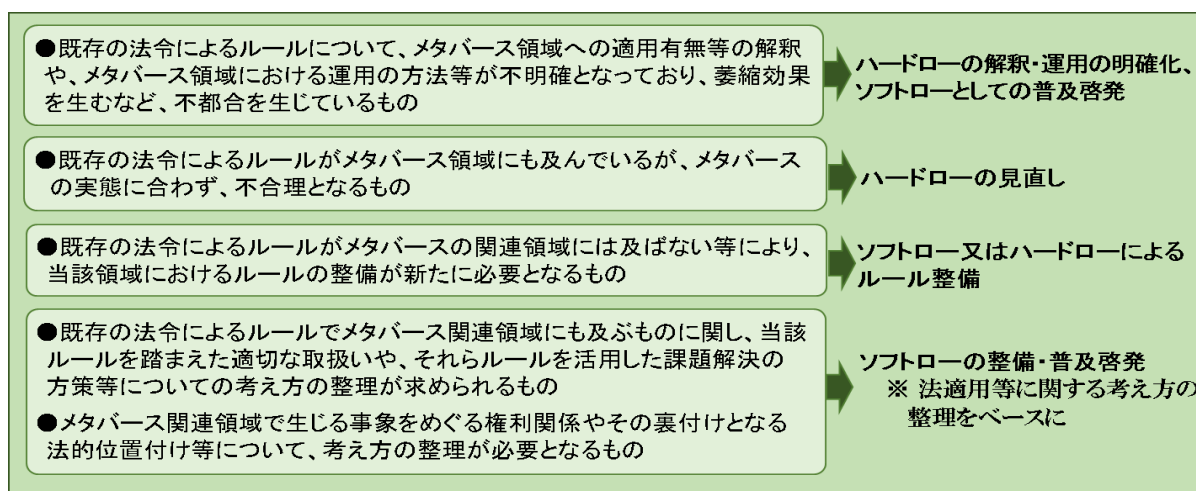 ●既存の法令によるルールについて、メタバース領域への適用有無等の解釈
や、メタバース領域における運用の方法等が不明確となっており、萎縮効果
を生むなど、不都合を生じているもの
ハードローの解釈・運用の明確化、
ソフトローとしての普及啓発
●既存の法令によるルールがメタバース領域にも及んでいるが、メタバース
の実態に合わず、不合理となるもの
ハードローの見直し
●既存の法令によるルールがメタバースの関連領域には及ばない等により、
当該領域におけるルールの整備が新たに必要となるもの
ソフトロー又はハードローによる
ルール整備
●既存の法令によるルールでメタバース関連領域にも及ぶものに関し、当該
ルールを踏まえた適切な取扱いや、それらルールを活用した課題解決の
方策等についての考え方の整理が求められるもの
●メタバース関連領域で生じる事象をめぐる権利関係やその裏付けとなる
法的位置付け等について、考え方の整理が必要となるもの
ソフトローの整備・普及啓発
※ 法適用等に関する考え方の
整理をベースに